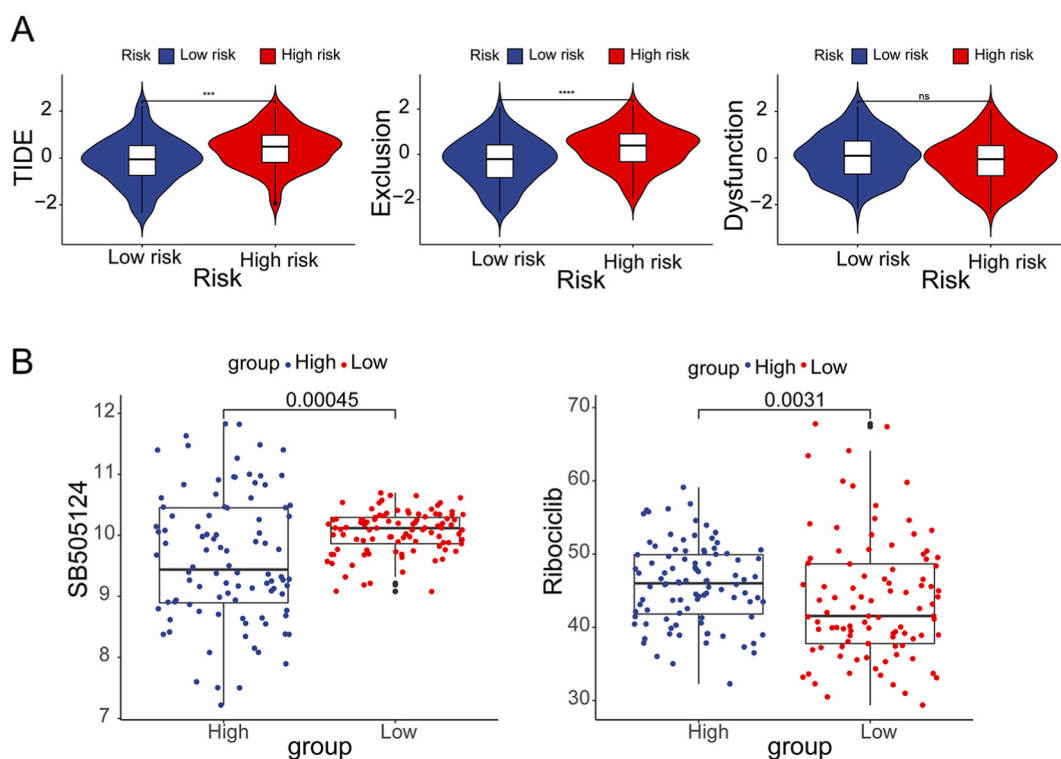 A
Risk Low risk High risk
TIDE
2
0
−2
***
Low risk High risk
Risk
Risk Low risk High risk
Exclusion
2
0
−2
****
Low risk High risk
Risk
Risk Low risk High risk
Dysfunction
2
0
−2
ns
Low risk High risk
Risk
B
group High Low
SB505124
12
11
10
9
8
7
0.00045
High Low
group
group High Low
Ribociclib
70
60
50
40
30
0.0031
High Low
group